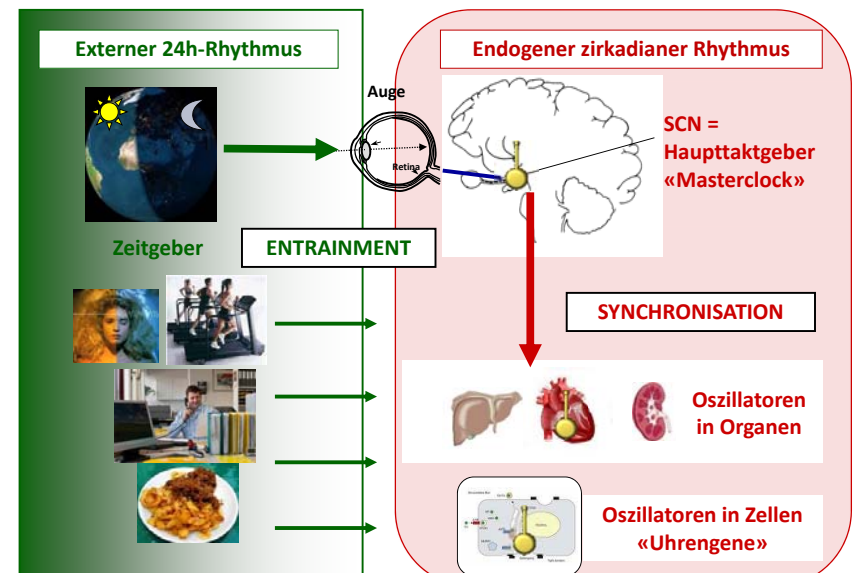 Externer 24h-Rhythmus
Endogener zirkadianer Rhythmus
Auge
Retina
SCN =
Haupttaktgeber
«Masterclock»
Zeitgeber
ENTRAINMENT
SYNCHRONISATION
Oszillatoren
in Organen
Oszillatoren in Zellen
«Uhrengene»